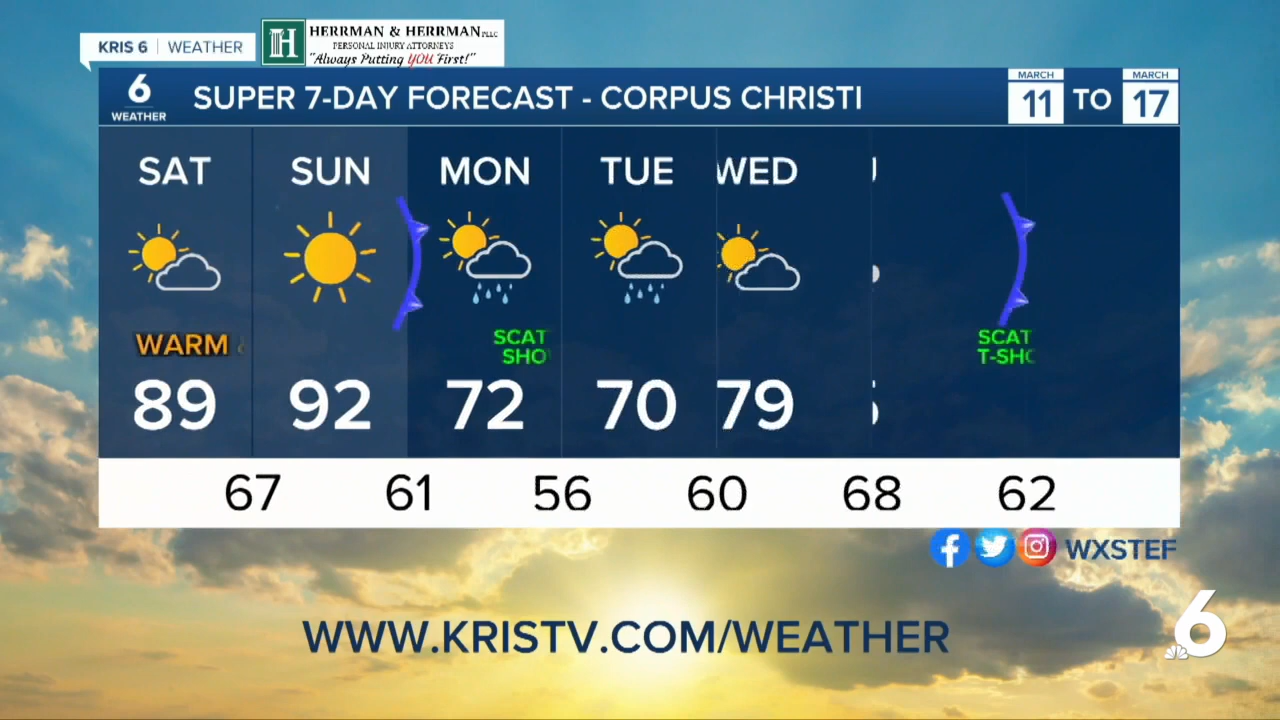 KRIS 6 | WEATHER
HERRMAN & HERRMAN PLLC
PERSONAL INJURY ATTORNEYS
"Always Putting YOU First!"
6
WEATHER
SUPER 7-DAY FORECAST - CORPUS CHRISTI
MARCH
11
TO
MARCH
17
SAT SUN MON TUE WED
WARM
SCAT
SHO
SCAT
T-SHO
89 92 72 70 79
67 61 56 60 68 62
WXSTEF
WWW.KRISTV.COM/WEATHER
6